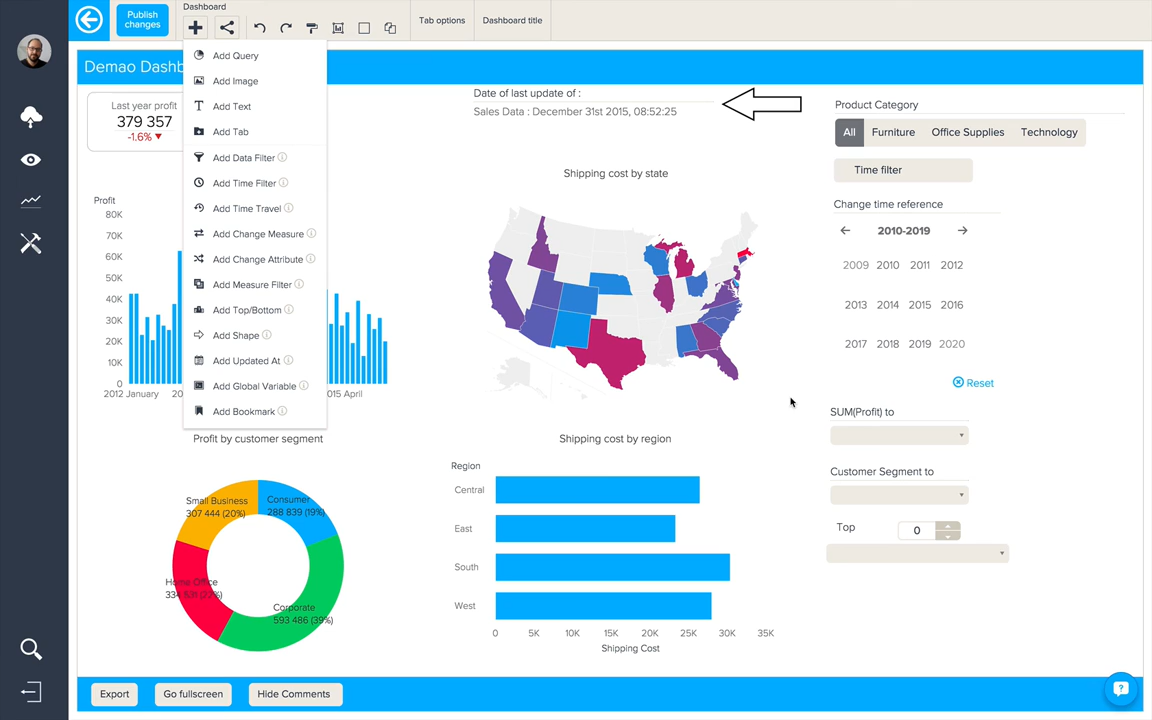 Publish changes
Dashboard
Tab options
Dashboard title
Demao Dashb
Add Query
Add Image
Add Text
Add Tab
Add Data Filter
Add Time Filter
Add Time Travel
Add Change Measure
Add Change Attribute
Add Measure Filter
Add Top/Bottom
Add Shape
Add Updated At
Add Global Variable
Add Bookmark
Last year profit
379 357
-1.6%
Date of last update of :
Sales Data : December 31st 2015, 08:52:25
Product Category
All
Furniture
Office Supplies
Technology
Time filter
Change time reference
2010-2019
2009 2010 2011 2012
2013 2014 2015 2016
2017 2018 2019 2020
Reset
SUM(Profit) to
Customer Segment to
Top
0
Profit
80K
70K
60K
50K
40K
30K
20K
10K
0
2012 January
20
015 April
Shipping cost by state
Profit by customer segment
Small Business
307 444 (20%)
Consumer
288 839 (19%)
Home Office
Corporate
593 486 (39%)
Shipping cost by region
Region
Central
East
South
West
0 5K 10K 15K 20K 25K 30K 35K
Shipping Cost
Export
Go fullscreen
Hide Comments